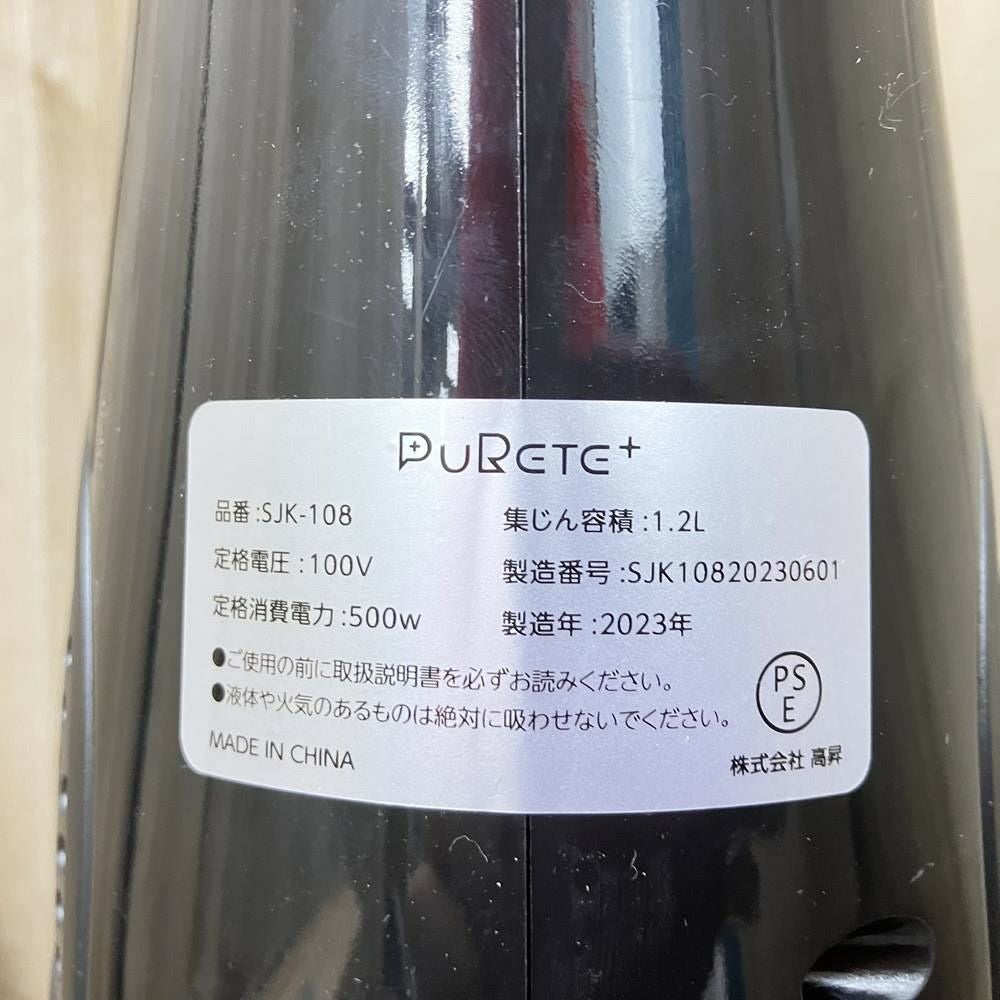 PURETE+
品番:SJK-108
定格電圧:100V
定格消費電力:500w
集じん容積:1.2L
製造番号:SJK10820230601
製造年:2023年
●ご使用の前に取扱説明書を必ずお読みください。
●液体や火気のあるものは絶対に吸わせないでください。
MADE IN CHINA
PS
E
株式会社 高昇